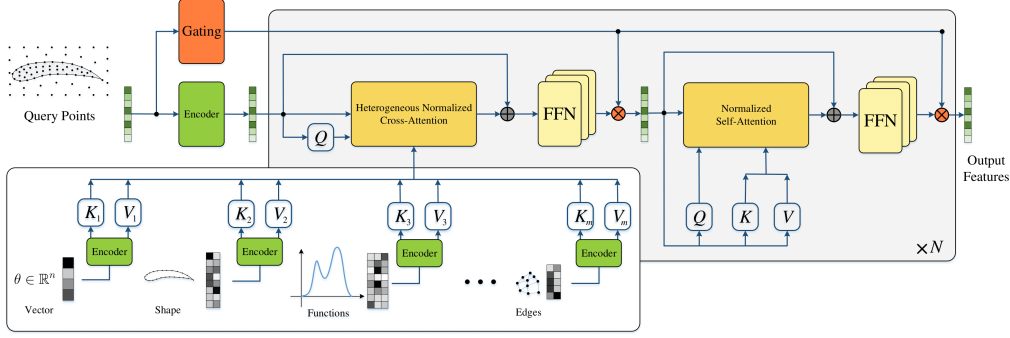 Gating
Query Points
Encoder
Heterogeneous Normalized
Cross-Attention
Q
FFN
Normalized
Self-Attention
FFN
Output
Features
Q K V
×N
K1 V1 K2 V2 K3 V3 Km Vm
Encoder Encoder Encoder Encoder
θ ∈ ℝⁿ
Vector Shape Functions Edges